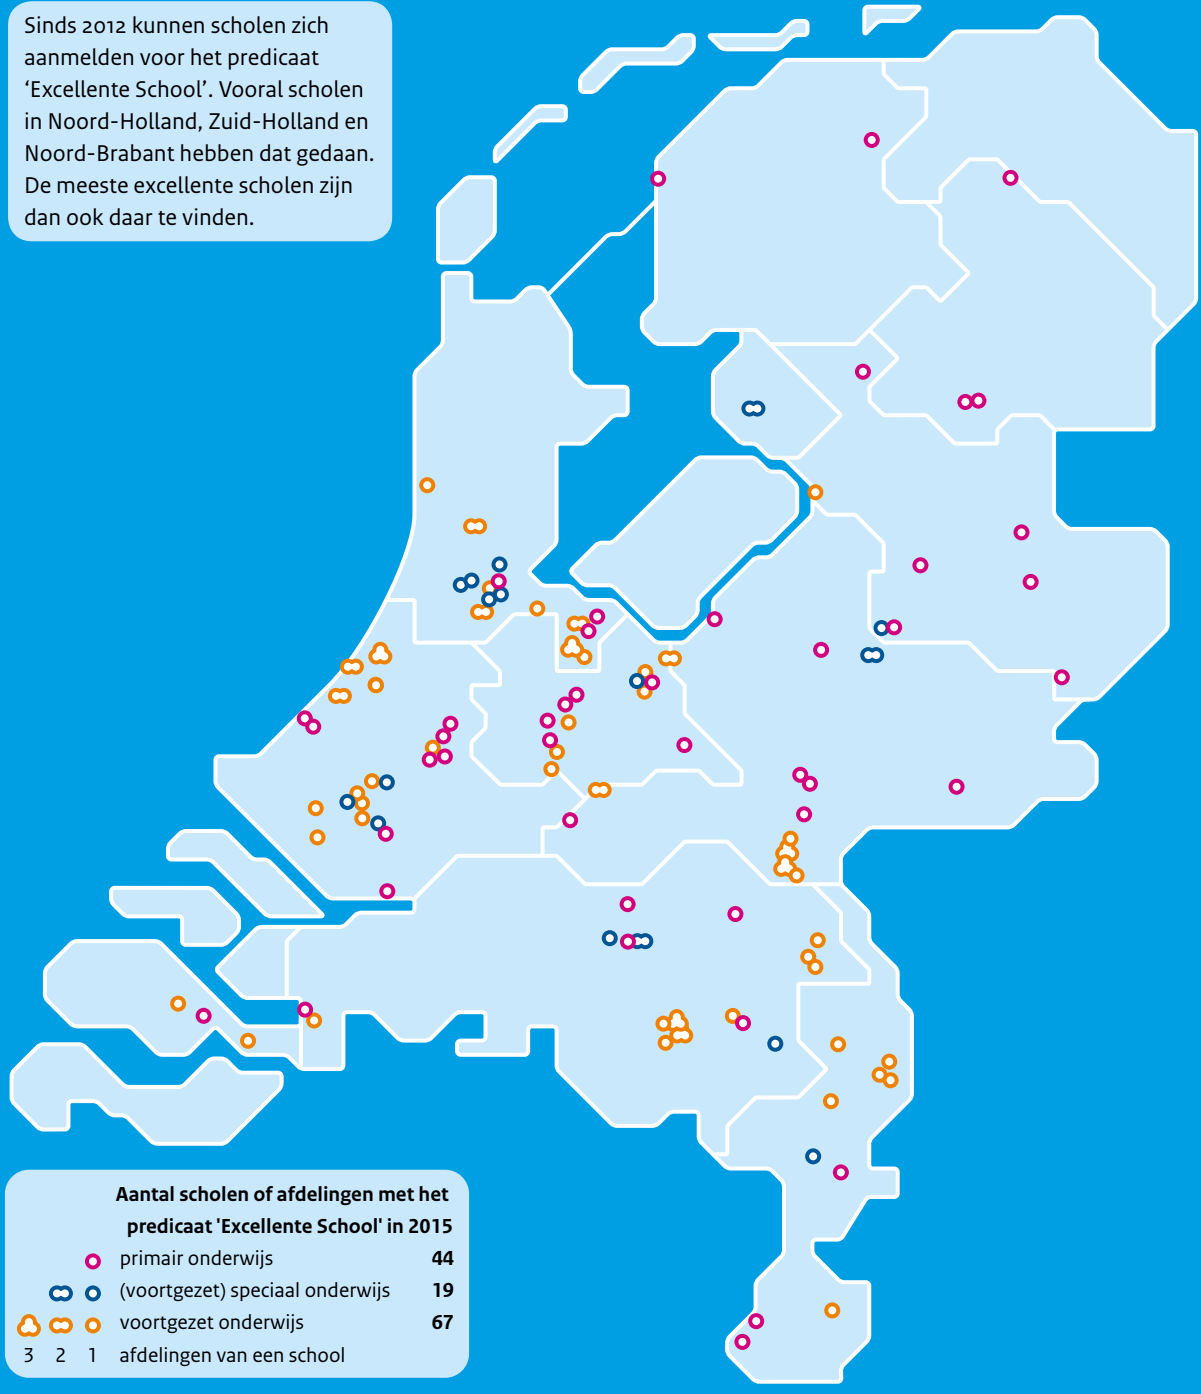 Sinds 2012 kunnen scholen zich
aanmelden voor het predicaat
‘Excellente School’. Vooral scholen
in Noord-Holland, Zuid-Holland en
Noord-Brabant hebben dat gedaan.
De meeste excellente scholen zijn
dan ook daar te vinden.
Aantal scholen of afdelingen met het
predicaat 'Excellente School' in 2015
primair onderwijs 44
(voortgezet) speciaal onderwijs 19
voortgezet onderwijs 67
3 2 1 afdelingen van een school